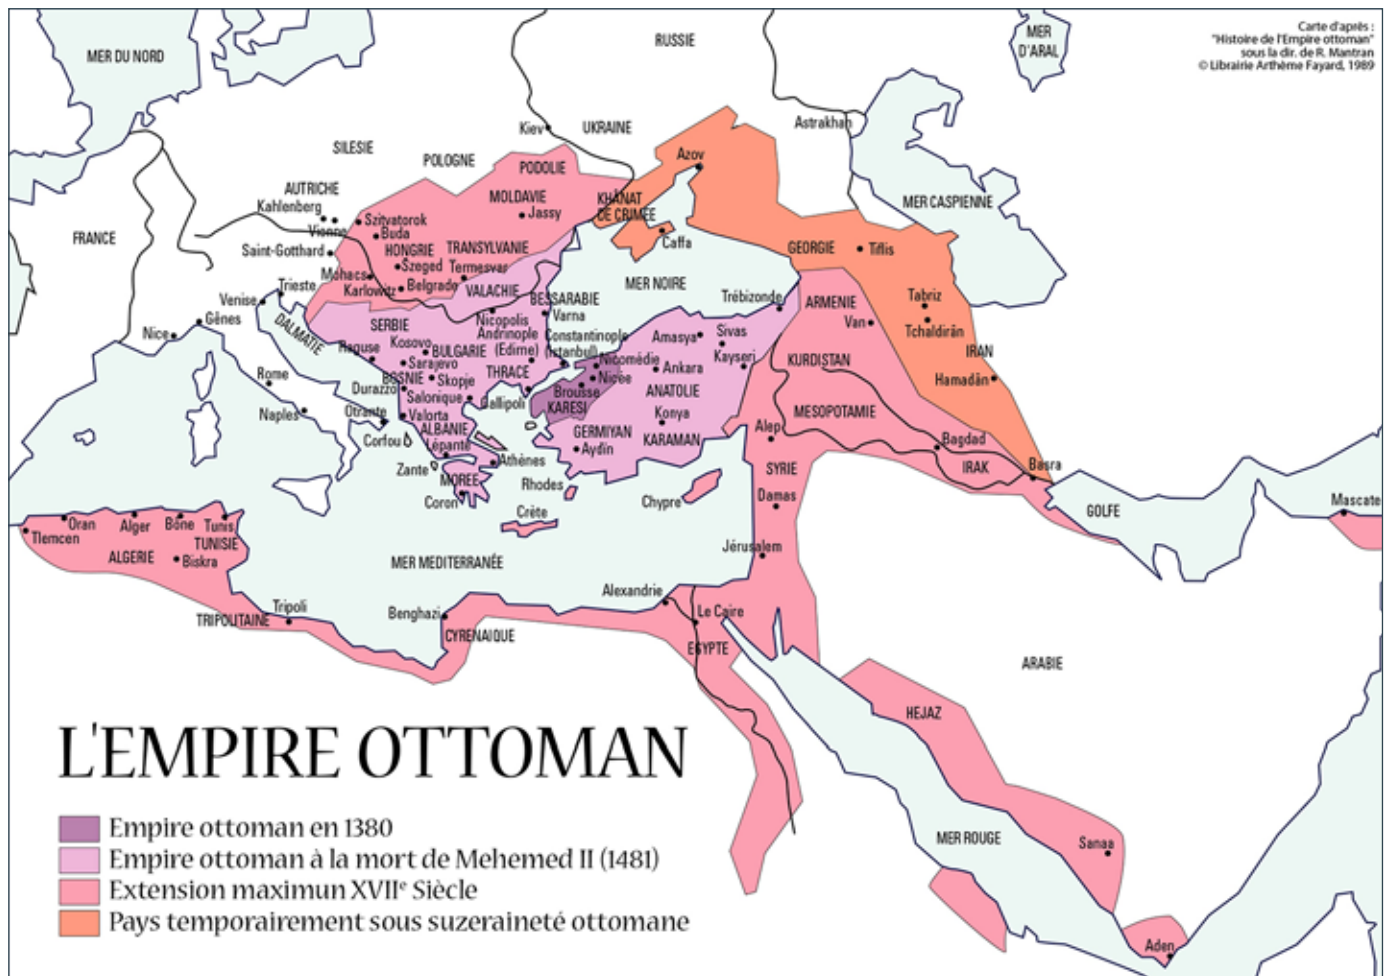 Carte d'après :
"Histoire de l'Empire ottoman"
sous la dir. de R. Mantran
© Librairie Arthème Fayard, 1989
MER DU NORD
RUSSIE
MER
D'ARAL
Kiev
UKRAINE
Astrakhan
SILESIE
POLOGNE
PODOLIE
Azov
AUTRICHE
Kahlenberg
Vienne
MOLDAVIE
Jassy
KHÂNAT
DE CRIMÉE
Caffa
MER CASPIENNE
FRANCE
Szitvatorok
Buda
Saint-Gotthard
HONGRIE
TRANSYLVANIE
GEORGIE
Tiflis
Szeged
Termesvar
Mohacs
Karlowitz
Belgrade
VALACHIE
BESSARABIE
MER NOIRE
Trébizonde
ARMENIE
Tabriz
Trieste
Venise
Gênes
Nice
DALMATIE
SERBIE
Nicopolis
Varna
Van
Tchaldirân
Raguse
Kosovo
BULGARIE
Andrinople
(Edirne)
Constantinople
(Istanbul)
Amasya
Sivas
Kayseri
KURDISTAN
IRAN
Hamadân
Sarajevo
BOSNIE
Skopje
THRACE
Nicomédie
Nicée
Ankara
Rome
Durazzo
Salonique
Gallipoli
Brousse
KARESI
ANATOLIE
Naples
Otrante
Valorta
ALBANIE
Konya
MESOPOTAMIE
Corfou
Lépante
GERMIYAN
KARAMAN
Aydin
Alep
Bagdad
Zante
Athènes
MORÉE
Coron
Rhodes
Crète
Chypre
SYRIE
Damas
IRAK
Basra
GOLFE
Mascate
Oran
Tlemcen
Alger
Bône
Tunis
TUNISIE
ALGERIE
Biskra
MER MEDITERRANÉE
Jérusalem
Alexandrie
Le Caire
Tripoli
TRIPOLITAINE
Benghazi
CYRENAIQUE
EGYPTE
ARABIE
HEJAZ
MER ROUGE
Sanaa
Aden
L'EMPIRE OTTOMAN
Empire ottoman en 1380
Empire ottoman à la mort de Mehemed II (1481)
Extension maximun XVIIe Siècle
Pays temporairement sous suzeraineté ottomane